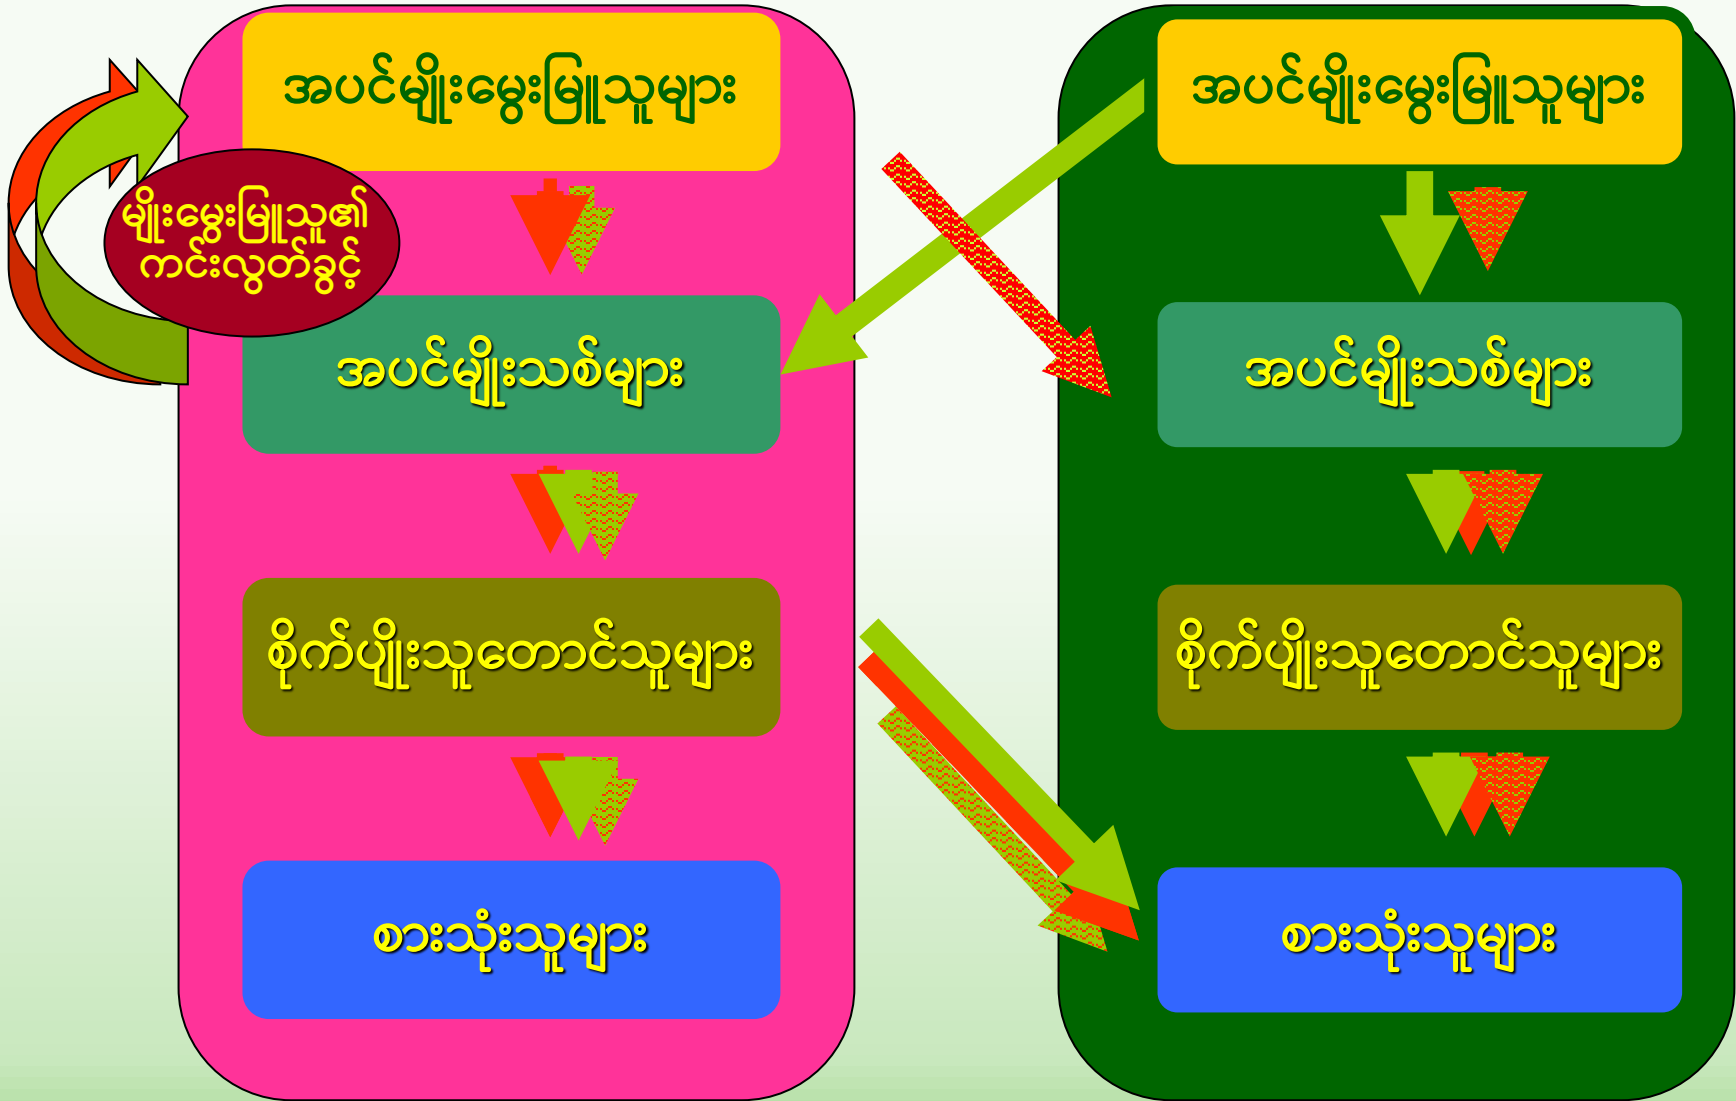 အပင်မျိုးမွေးမြူသူများ
မျိုးမွေးမြူသူ၏
ကင်းလွတ်ခွင့်
အပင်မျိုးသစ်များ
စိုက်ပျိုးသူတောင်သူများ
စားသုံးသူများ
အပင်မျိုးမွေးမြူသူများ
အပင်မျိုးသစ်များ
စိုက်ပျိုးသူတောင်သူများ
စားသုံးသူများ